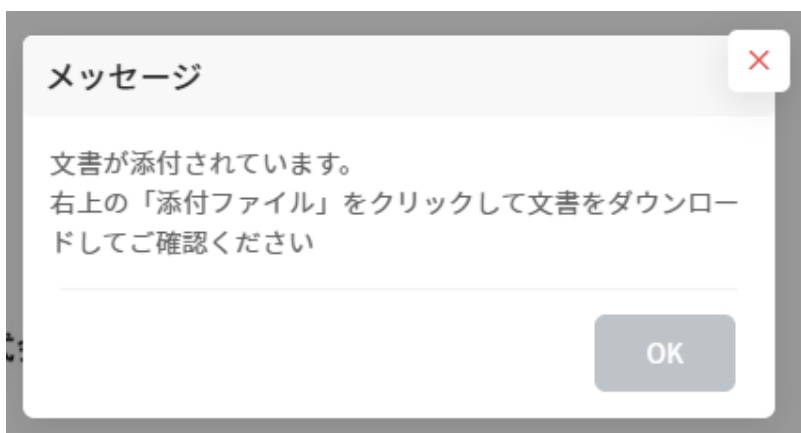 メッセージ
文書が添付されています。
右上の「添付ファイル」をクリックして文書をダウンロー
ドしてご確認ください
OK